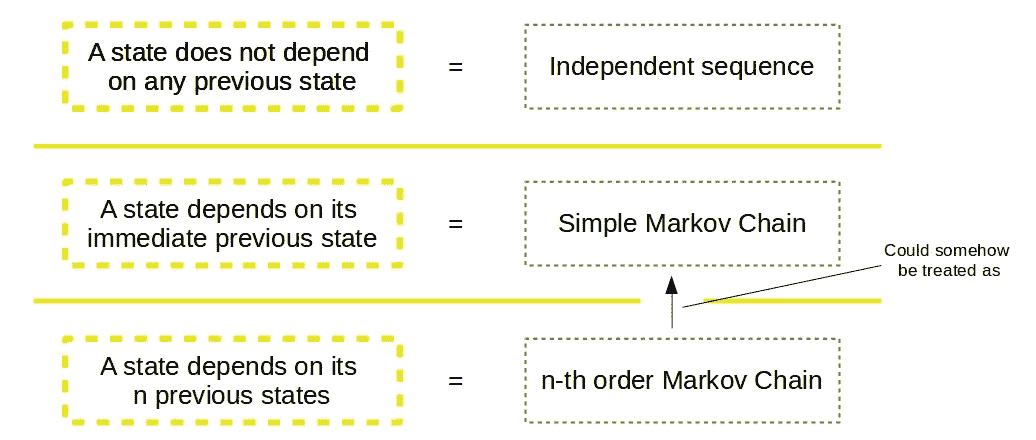 A state does not depend
on any previous state
=
Independent sequence
A state depends on its
immediate previous state
=
Simple Markov Chain
Could somehow
be treated as
A state depends on its
n previous states
=
n-th order Markov Chain